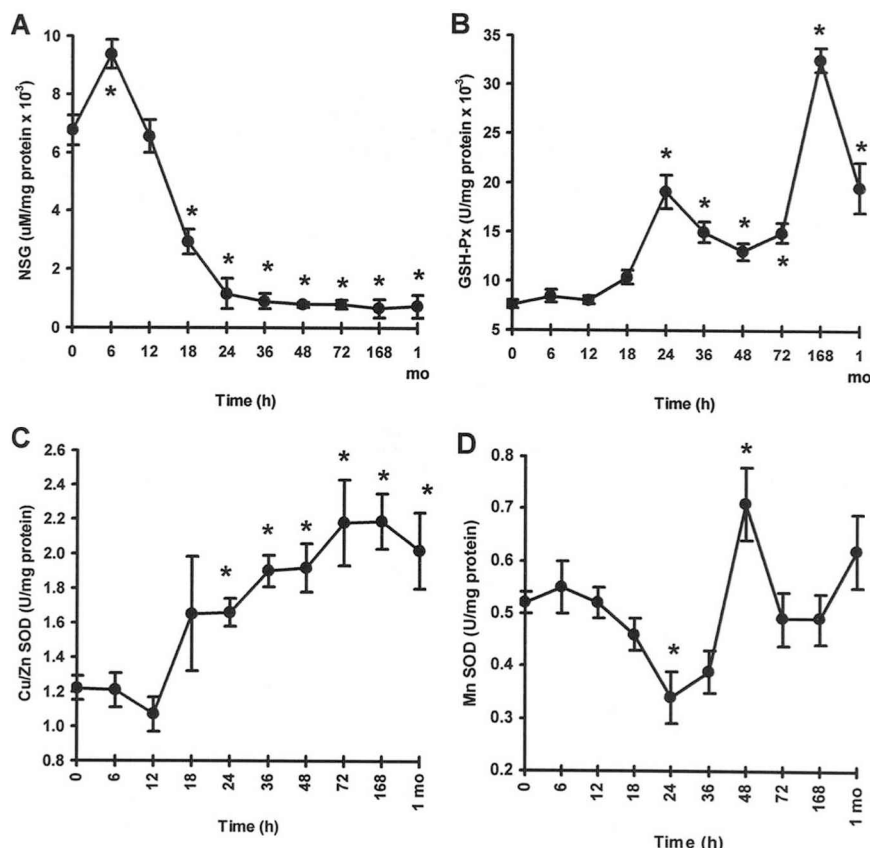 A
NSG (uM/mg protein x 10⁻³)
10
8
6
4
2
0
*
*
*
*
*
*
*
*
0 6 12 18 24 36 48 72 168 1
mo
Time (h)
B
GSH-Px (U/mg protein x 10⁻³)
35
30
25
20
15
10
5
*
*
*
*
*
*
0 6 12 18 24 36 48 72 168 1
mo
Time (h)
C
Cu/Zn SOD (U/mg protein)
2.6
2.4
2.2
2.0
1.8
1.6
1.4
1.2
1.0
0.8
*
*
*
*
*
*
0 6 12 18 24 36 48 72 168 1 mo
Time (h)
D
Mn SOD (U/mg protein)
0.8
0.7
0.6
0.5
0.4
0.3
0.2
*
*
0 6 12 18 24 36 48 72 168 1 mo
Time (h)